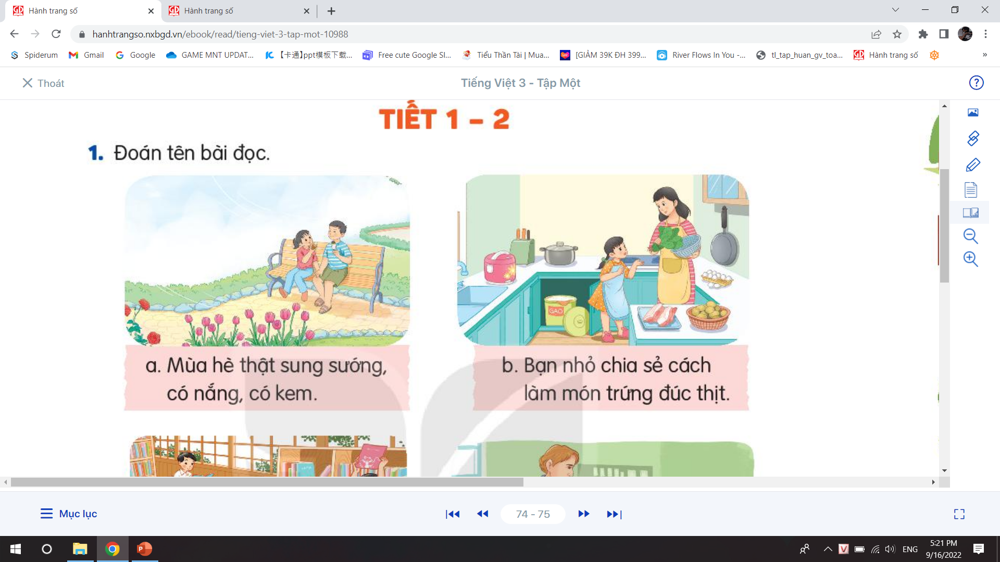 Hành trang số
Hành trang số
hanhtrangso.nxbgd.vn/ebook/read/tieng-viet-3-tap-mot-10988
Spiderum
Gmail
Google
GAME MNT UPDAT...
【卡通】ppt模板下载...
Free cute Google Sl...
Tiểu Thần Tài | Mua...
[GIẢM 39K ĐH 399...
River Flows In You -...
tl_tap_huan_gv_toa...
Hành trang số
Thoát
Tiếng Việt 3 - Tập Một
TIẾT 1 – 2
1. Đoán tên bài đọc.
GẠO
a. Mùa hè thật sung sướng,
có nắng, có kem.
b. Bạn nhỏ chia sẻ cách
làm món trứng đúc thịt.
Mục lục
74 - 75
ENG
5:21 PM
9/16/2022